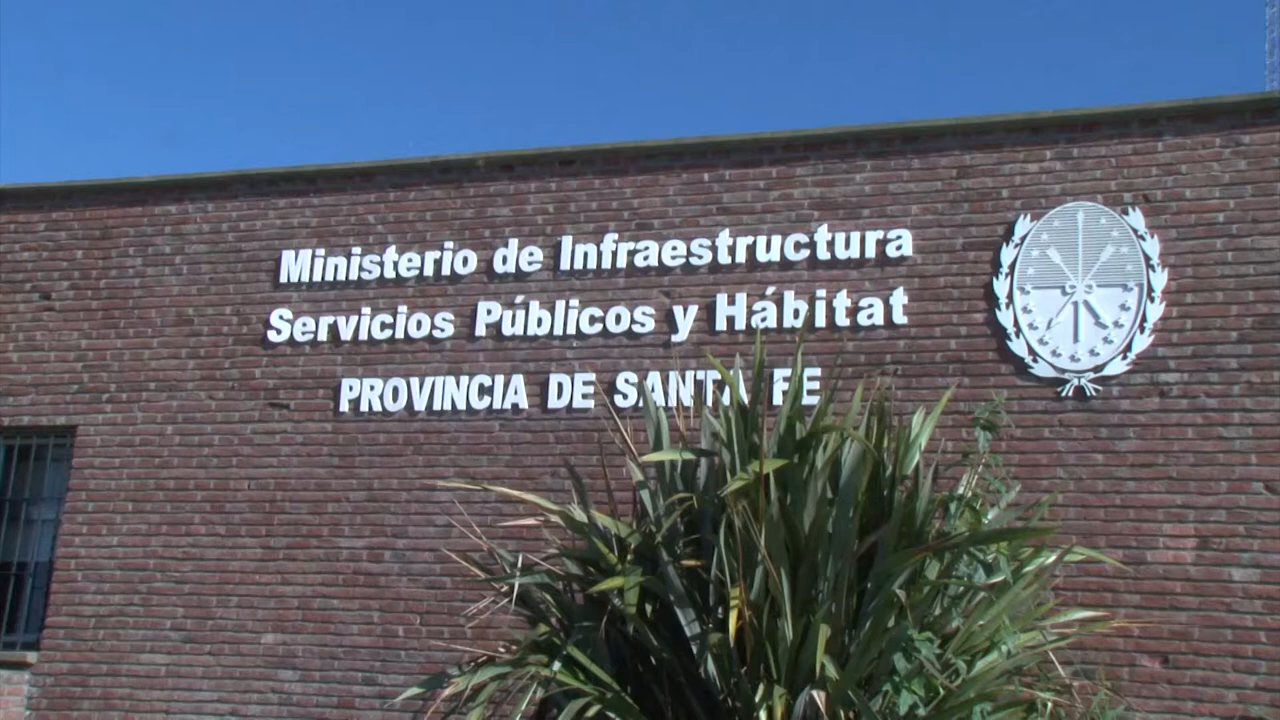 Ministerio de Infraestructura
Servicios Públicos y Hábitat
PROVINCIA DE SANTA FE